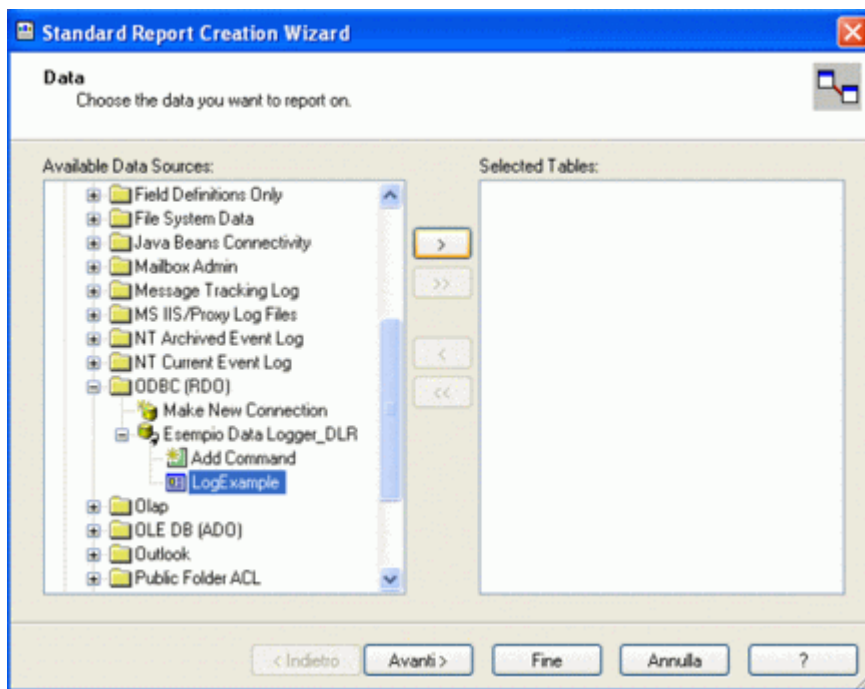 Standard Report Creation Wizard
Data
Choose the data you want to report on.
Available Data Sources:
Selected Tables:
Field Definitions Only
File System Data
Java Beans Connectivity
Mailbox Admin
Message Tracking Log
MS IIS/Proxy Log Files
NT Archived Event Log
NT Current Event Log
ODBC (RDO)
Make New Connection
Esempio Data Logger_DLR
Add Command
LogExample
Olap
OLE DB (ADO)
Outlook
Public Folder ACL
>
>>
<
<<
< Indietro
Avanti >
Fine
Annulla
?